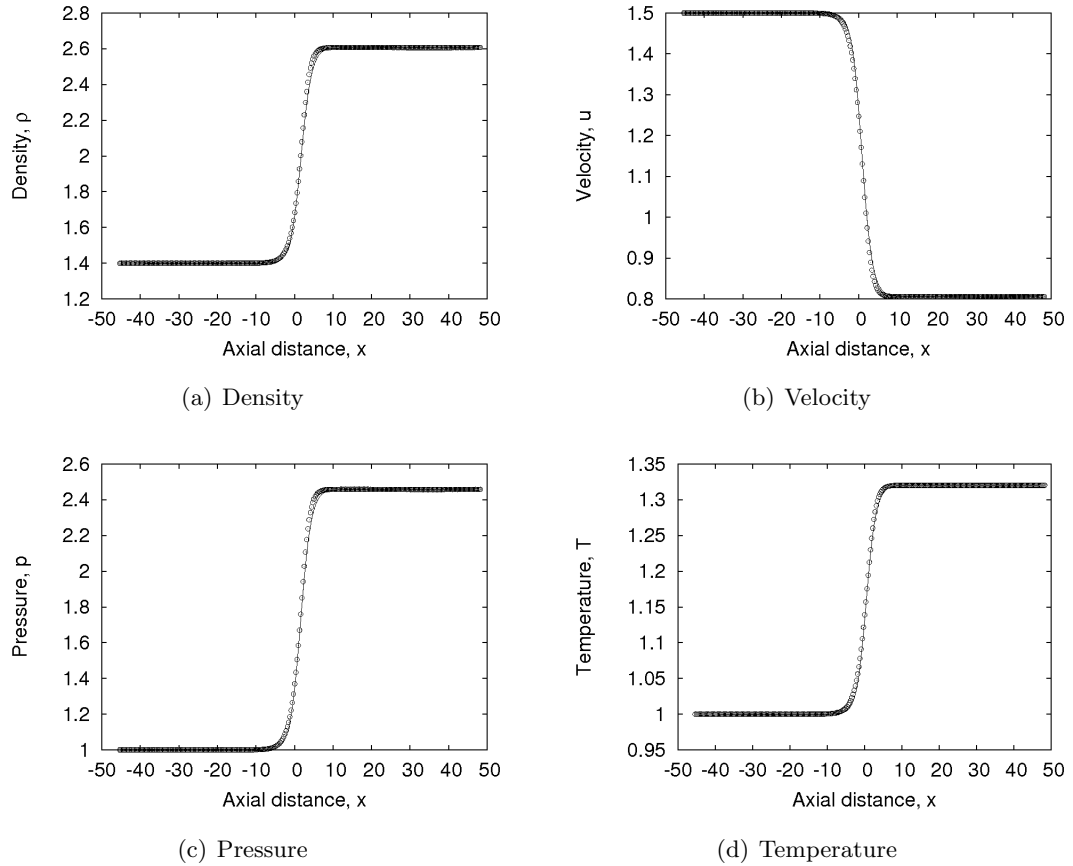 2.8
2.6
2.4
2.2
2
1.8
1.6
1.4
1.2
Density, ρ
-50 -40 -30 -20 -10 0 10 20 30 40 50
Axial distance, x
(a) Density
1.5
1.4
1.3
1.2
1.1
1
0.9
0.8
Velocity, u
-50 -40 -30 -20 -10 0 10 20 30 40 50
Axial distance, x
(b) Velocity
2.6
2.4
2.2
2
1.8
1.6
1.4
1.2
1
Pressure, p
-50 -40 -30 -20 -10 0 10 20 30 40 50
Axial distance, x
(c) Pressure
1.35
1.3
1.25
1.2
1.15
1.1
1.05
1
0.95
Temperature, T
-50 -40 -30 -20 -10 0 10 20 30 40 50
Axial distance, x
(d) Temperature